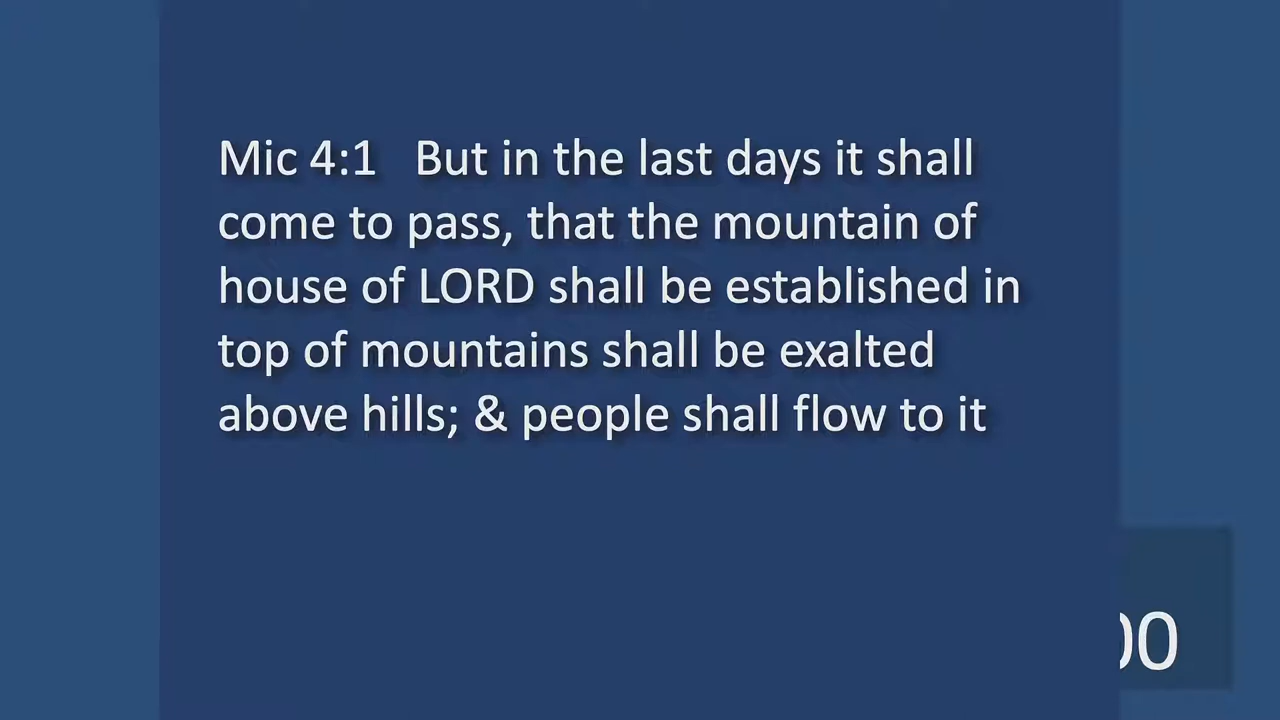 Mic 4:1 But in the last days it shall
come to pass, that the mountain of
house of LORD shall be established in
top of mountains shall be exalted
above hills; & people shall flow to it